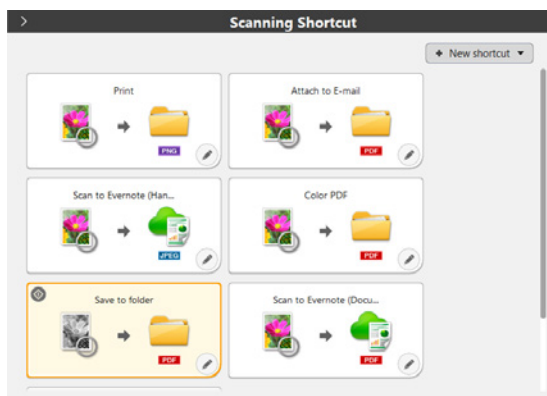 Scanning Shortcut
New shortcut
Print
PNG
Attach to E-mail
PDF
Scan to Evernote (Han...
JPEG
Color PDF
PDF
Save to folder
PDF
Scan to Evernote (Docu...
PDF